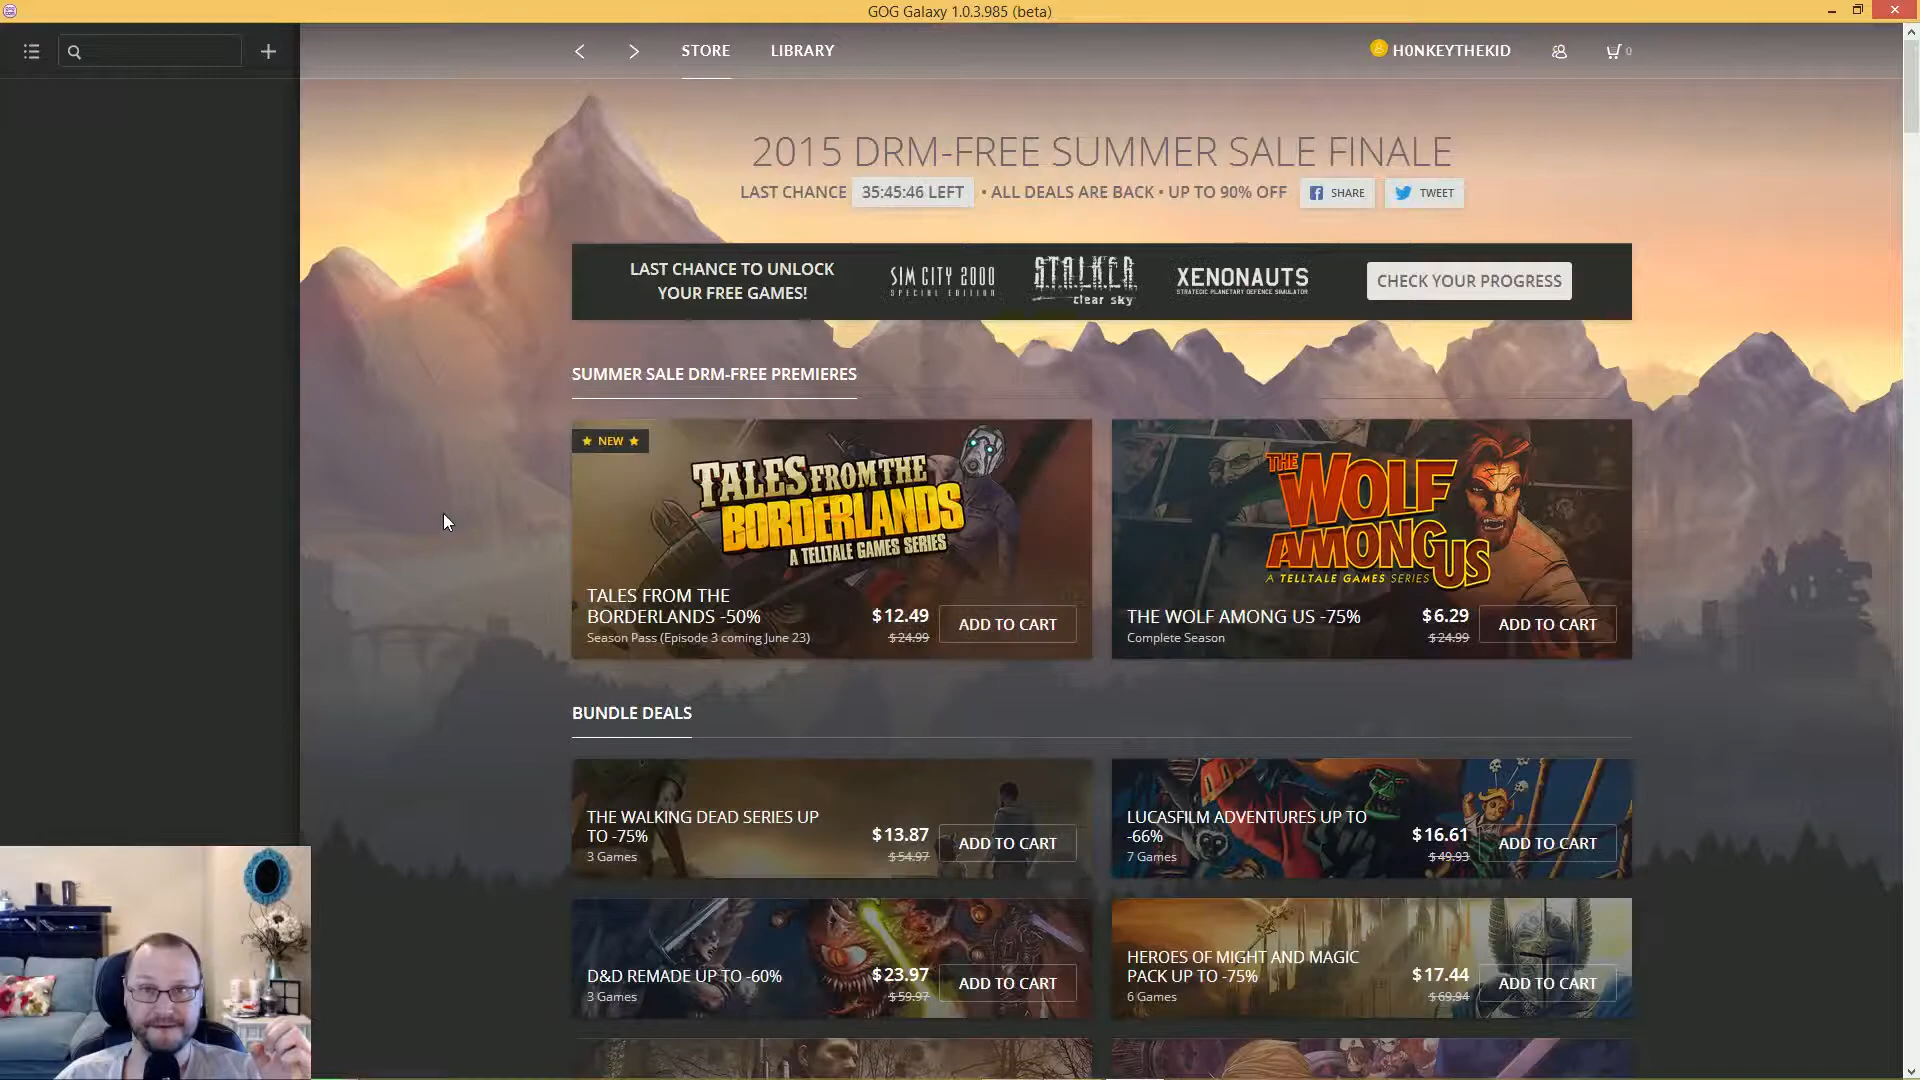 GOG Galaxy 1.0.3.985 (beta)
STORE
LIBRARY
H0NKEYTHEKID
0
2015 DRM-FREE SUMMER SALE FINALE
LAST CHANCE 35:45:46 LEFT • ALL DEALS ARE BACK • UP TO 90% OFF
SHARE
TWEET
LAST CHANCE TO UNLOCK
YOUR FREE GAMES!
SIM CITY 2000
SPECIAL EDITION
S.T.A.L.K.E.R
clear sky
XENONAUTS
STRATEGIC PLANETARY DEFENCE SIMULATOR
CHECK YOUR PROGRESS
SUMMER SALE DRM-FREE PREMIERES
NEW
TALES FROM THE
BORDERLANDS
A TELLTALE GAMES SERIES
TALES FROM THE
BORDERLANDS -50%
Season Pass (Episode 3 coming June 23)
$12.49
$24.99
ADD TO CART
THE
WOLF
AMONG
US
A TELLTALE GAMES SERIES
THE WOLF AMONG US -75%
Complete Season
$6.29
$24.99
ADD TO CART
BUNDLE DEALS
THE WALKING DEAD SERIES UP
TO -75%
3 Games
$13.87
$54.97
ADD TO CART
LUCASFILM ADVENTURES UP TO
-66%
7 Games
$16.61
$49.93
ADD TO CART
D&D REMADE UP TO -60%
3 Games
$23.97
$59.97
ADD TO CART
HEROES OF MIGHT AND MAGIC
PACK UP TO -75%
6 Games
$17.44
$69.94
ADD TO CART